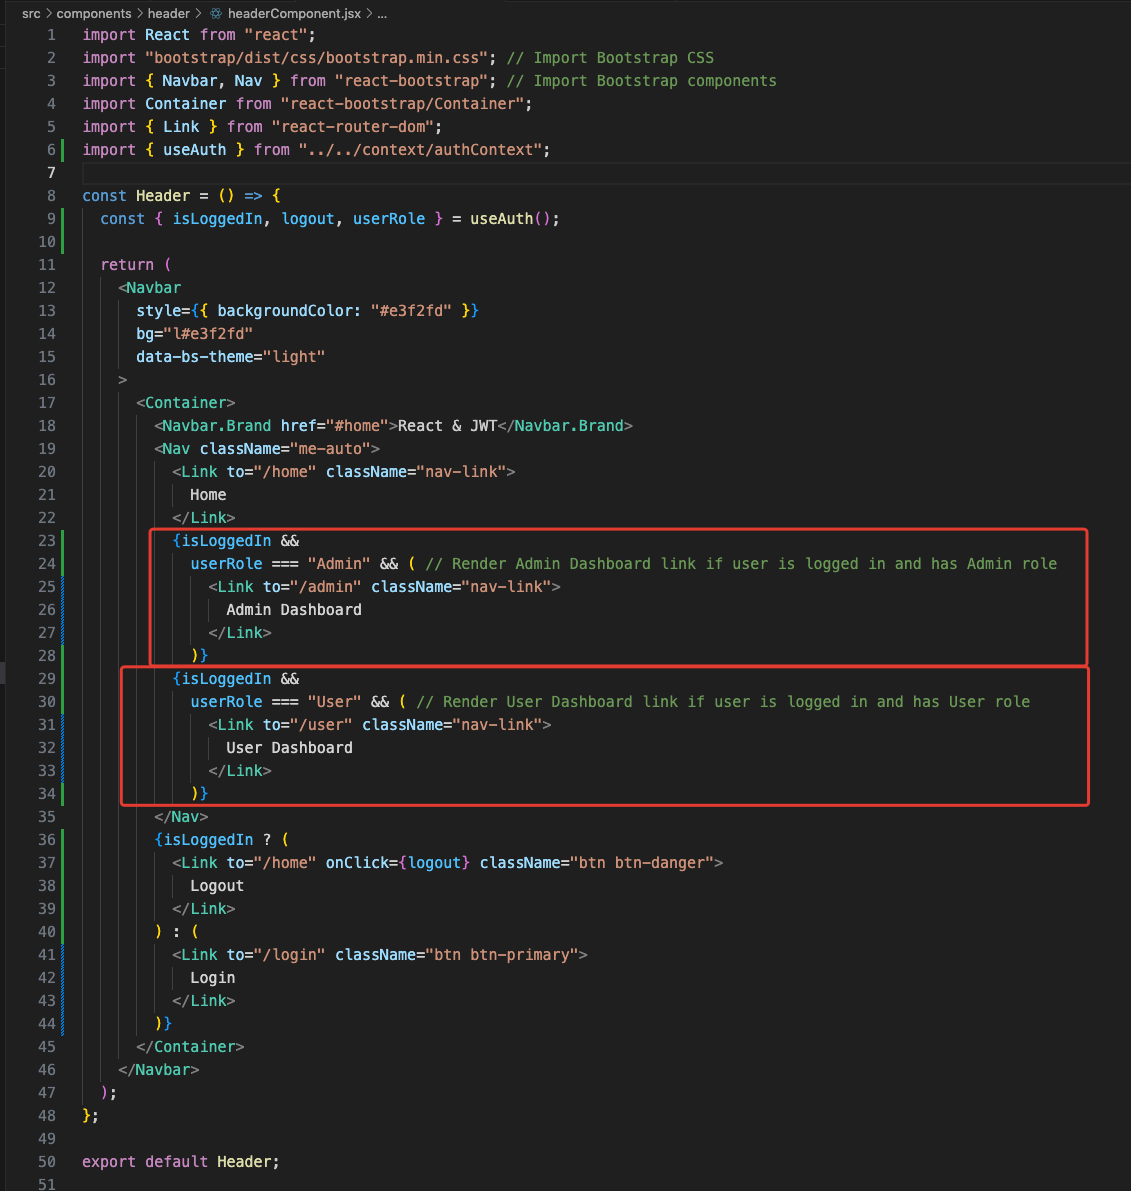 src > components > header > headerComponent.jsx > ...
1 import React from "react";
2 import "bootstrap/dist/css/bootstrap.min.css"; // Import Bootstrap CSS
3 import { Navbar, Nav } from "react-bootstrap"; // Import Bootstrap components
4 import Container from "react-bootstrap/Container";
5 import { Link } from "react-router-dom";
6 import { useAuth } from "../../context/authContext";
7
8 const Header = () => {
9   const { isLoggedIn, logout, userRole } = useAuth();
10
11   return (
12     <Navbar
13       style={{ backgroundColor: "#e3f2fd" }}
14       bg="l#e3f2fd"
15       data-bs-theme="light"
16     >
17       <Container>
18         <Navbar.Brand href="#home">React & JWT</Navbar.Brand>
19         <Nav className="me-auto">
20           <Link to="/home" className="nav-link">
21             Home
22           </Link>
23           {isLoggedIn &&
24             userRole === "Admin" && ( // Render Admin Dashboard link if user is logged in and has Admin role
25               <Link to="/admin" className="nav-link">
26                 Admin Dashboard
27               </Link>
28             )}
29           {isLoggedIn &&
30             userRole === "User" && ( // Render User Dashboard link if user is logged in and has User role
31               <Link to="/user" className="nav-link">
32                 User Dashboard
33               </Link>
34             )}
35         </Nav>
36         {isLoggedIn ? (
37           <Link to="/home" onClick={logout} className="btn btn-danger">
38             Logout
39           </Link>
40         ) : (
41           <Link to="/login" className="btn btn-primary">
42             Login
43           </Link>
44         )}
45       </Container>
46     </Navbar>
47   );
48 };
49
50 export default Header;
51